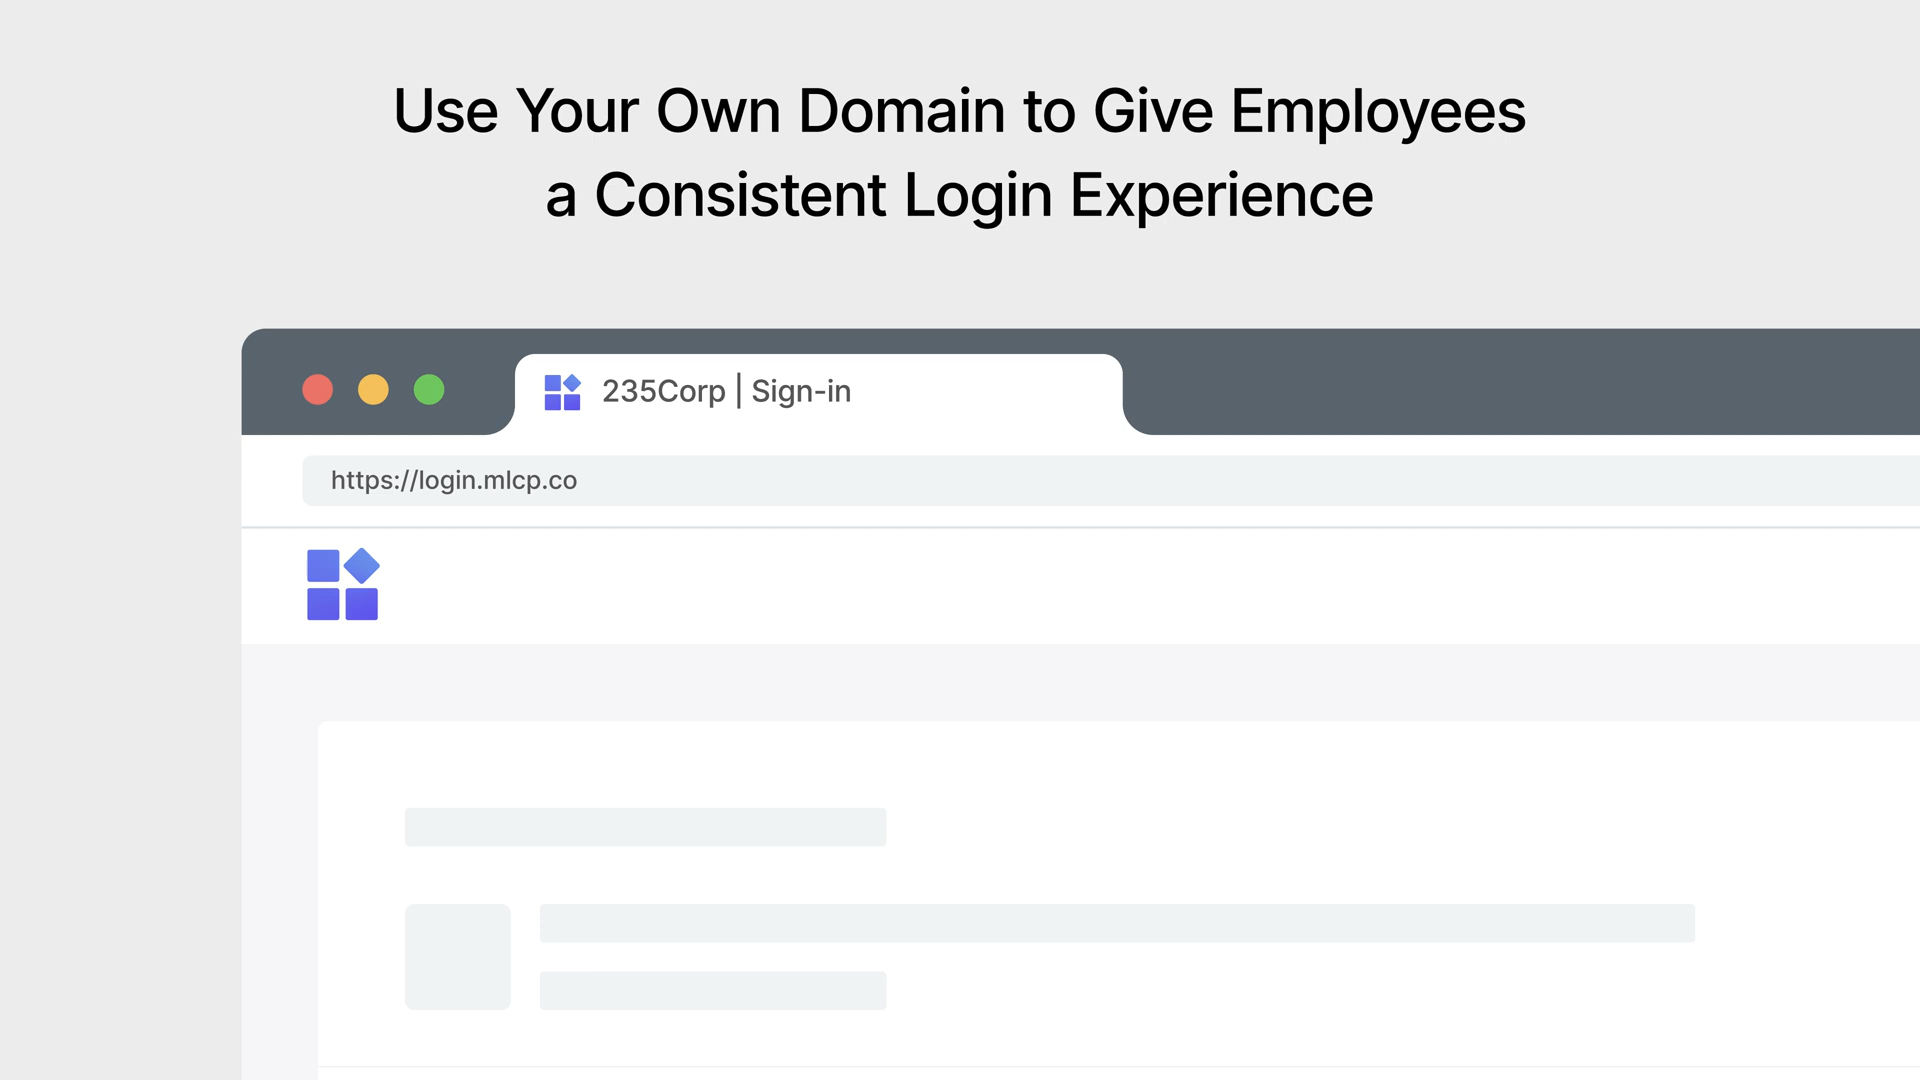 Use Your Own Domain to Give Employees
a Consistent Login Experience
235Corp | Sign-in
https://login.mlcp.co